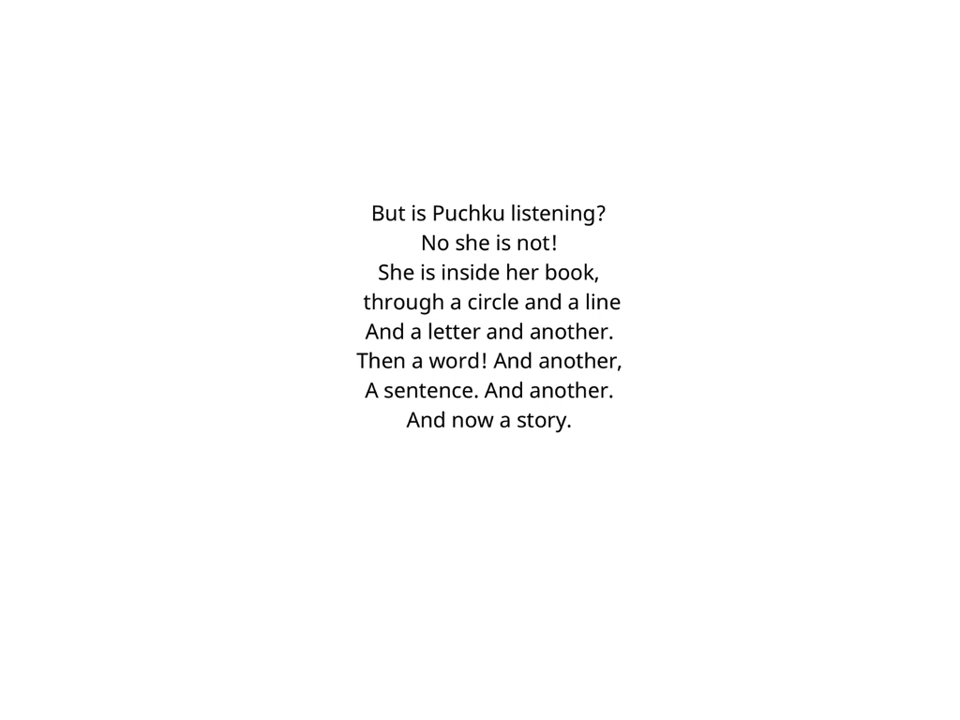 But is Puchku listening?
No she is not!
She is inside her book,
through a circle and a line
And a letter and another.
Then a word! And another,
A sentence. And another.
And now a story.